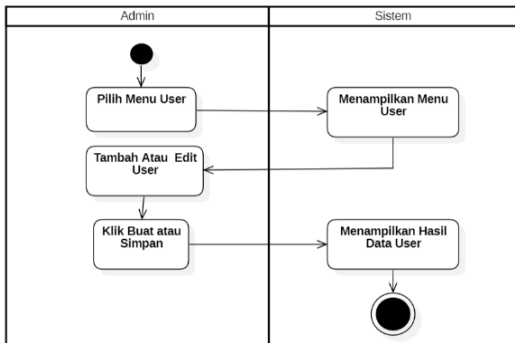 Admin
Sistem
Pilih Menu User
Menampilkan Menu
User
Tambah Atau Edit
User
Klik Buat atau
Simpan
Menampilkan Hasil
Data User